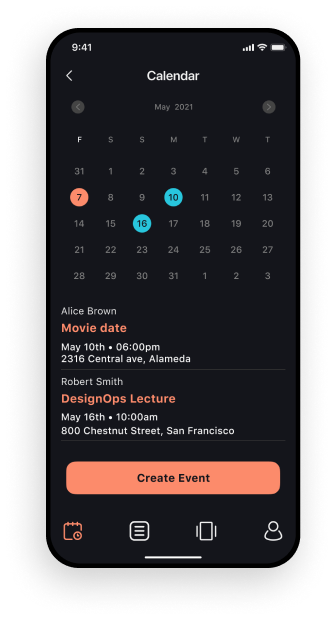 9:41
Calendar
May 2021
F S S M T W T
31 1 2 3 4 5 6
7 8 9 10 11 12 13
14 15 16 17 18 19 20
21 22 23 24 25 26 27
28 29 30 31 1 2 3
Alice Brown
Movie date
May 10th • 06:00pm
2316 Central ave, Alameda
Robert Smith
DesignOps Lecture
May 16th • 10:00am
800 Chestnut Street, San Francisco
Create Event